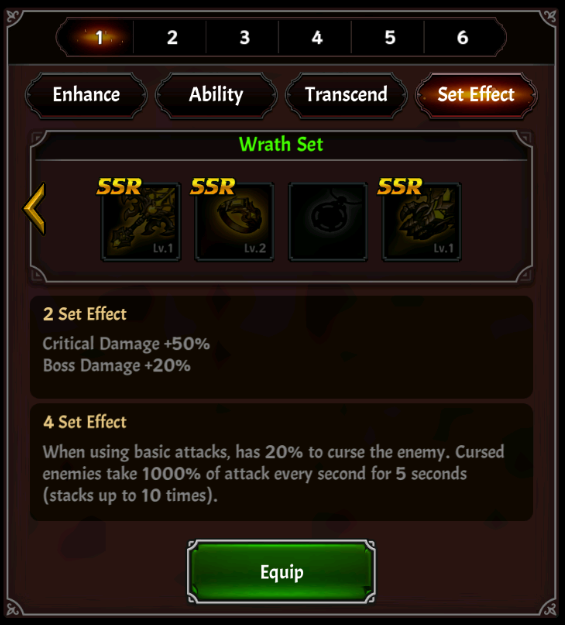 1 2 3 4 5 6
Enhance Ability Transcend Set Effect
Wrath Set
SSR SSR SSR
Lv.1 Lv.2 Lv.1
2 Set Effect
Critical Damage +50%
Boss Damage +20%
4 Set Effect
When using basic attacks, has 20% to curse the enemy. Cursed
enemies take 1000% of attack every second for 5 seconds
(stacks up to 10 times).
Equip